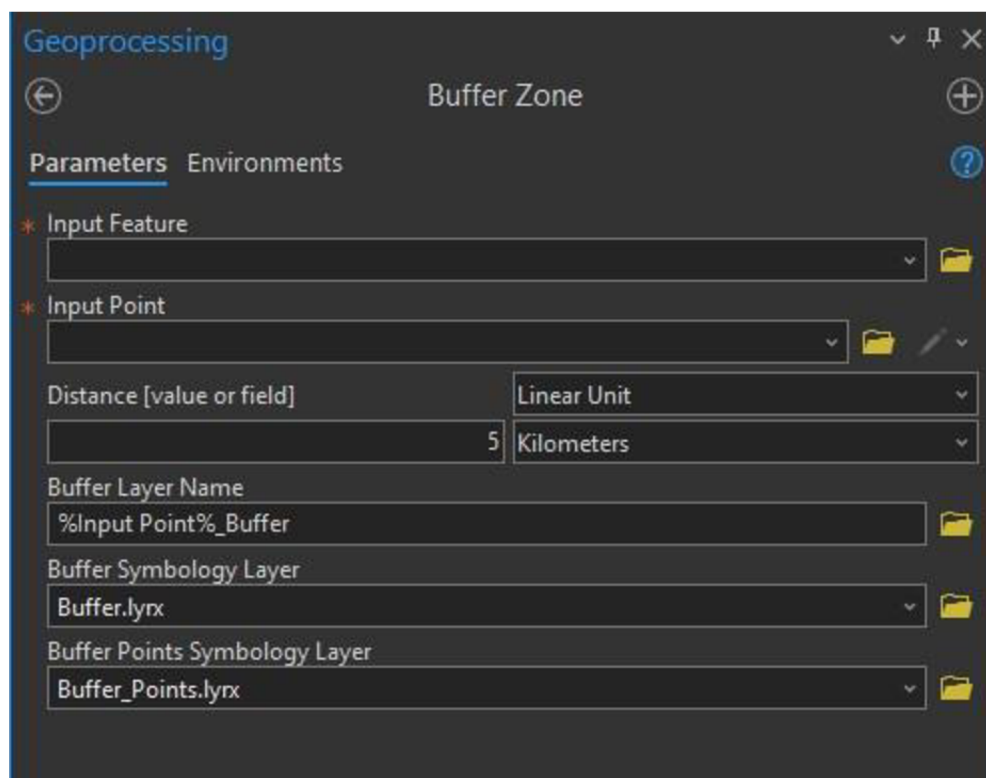 Geoprocessing
Buffer Zone
Parameters Environments
* Input Feature
* Input Point
Distance [value or field] Linear Unit
5 Kilometers
Buffer Layer Name
%Input Point%_Buffer
Buffer Symbology Layer
Buffer.lyrx
Buffer Points Symbology Layer
Buffer_Points.lyrx